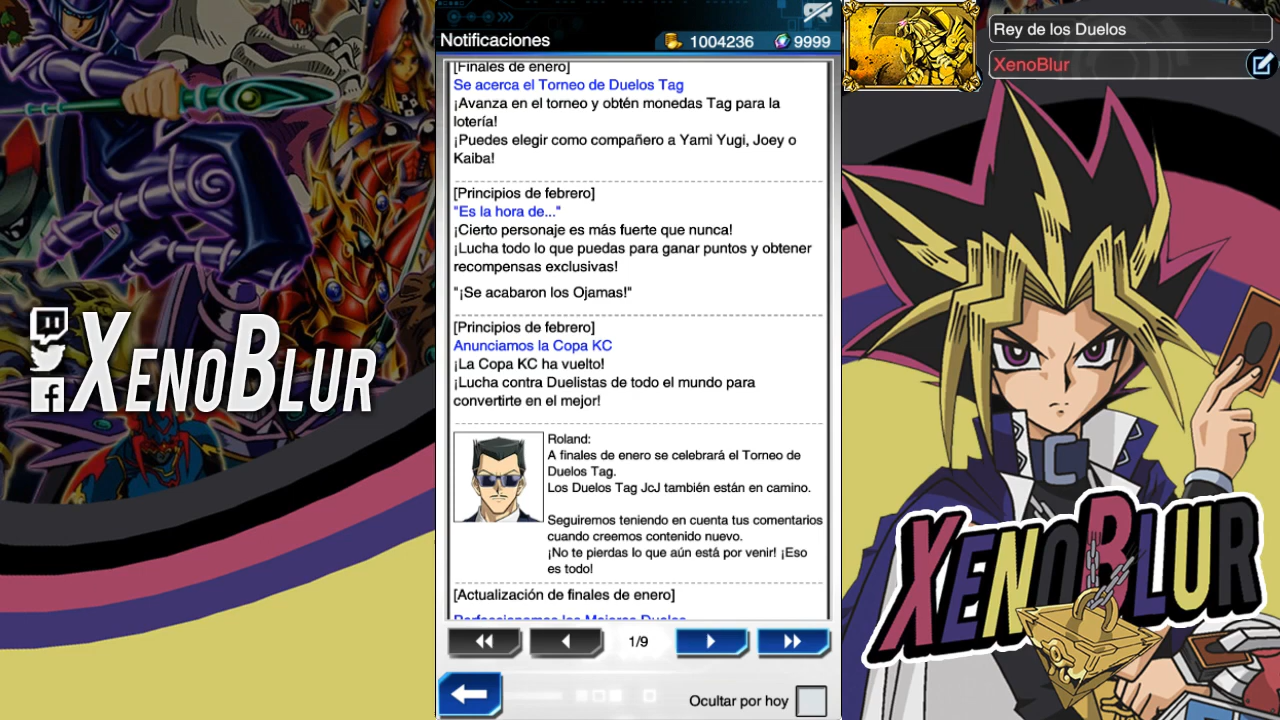 XENOBLUR
Notificaciones
1004236
9999
[Finales de enero]
Se acerca el Torneo de Duelos Tag
¡Avanza en el torneo y obtén monedas Tag para la
lotería!
¡Puedes elegir como compañero a Yami Yugi, Joey o
Kaiba!
[Principios de febrero]
"Es la hora de..."
¡Cierto personaje es más fuerte que nunca!
¡Lucha todo lo que puedas para ganar puntos y obtener
recompensas exclusivas!
"¡Se acabaron los Ojamas!"
[Principios de febrero]
Anunciamos la Copa KC
¡La Copa KC ha vuelto!
¡Lucha contra Duelistas de todo el mundo para
convertirte en el mejor!
Roland:
A finales de enero se celebrará el Torneo de
Duelos Tag.
Los Duelos Tag JcJ también están en camino.
Seguiremos teniendo en cuenta tus comentarios
cuando creemos contenido nuevo.
¡No te pierdas lo que aún está por venir! ¡Eso
es todo!
[Actualización de finales de enero]
Perfeccionamos los Mejores Duelos
1/9
Ocultar por hoy
Rey de los Duelos
XenoBlur
XENOBLUR